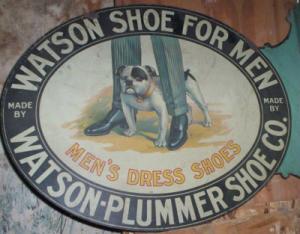 WATSON SHOE FOR MEN
MADE BY
MADE BY
MEN'S DRESS SHOES
WATSON-PLUMMER SHOE CO.